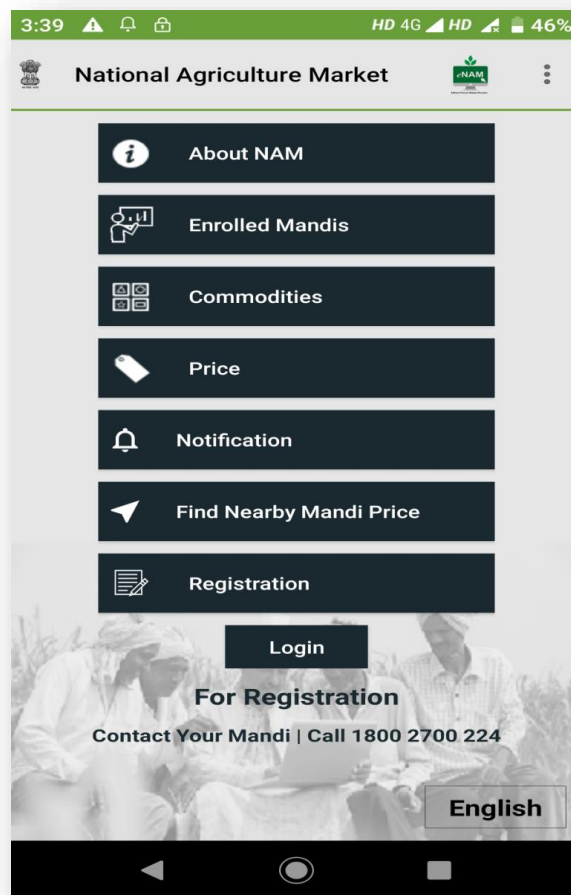 3:39 HD 4G HD 46%
National Agriculture Market
eNAM
About NAM
Enrolled Mandis
Commodities
Price
Notification
Find Nearby Mandi Price
Registration
Login
For Registration
Contact Your Mandi | Call 1800 2700 224
English